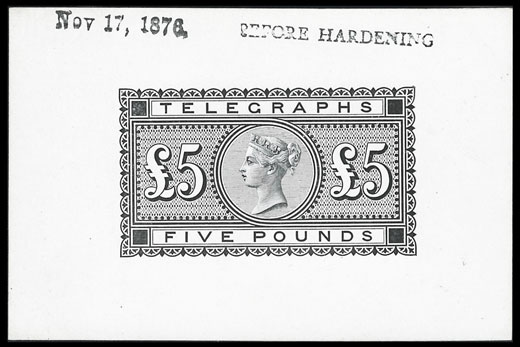 Nov 17, 1876.
BEFORE HARDENING
TELEGRAPHS
£5 £5
FIVE POUNDS